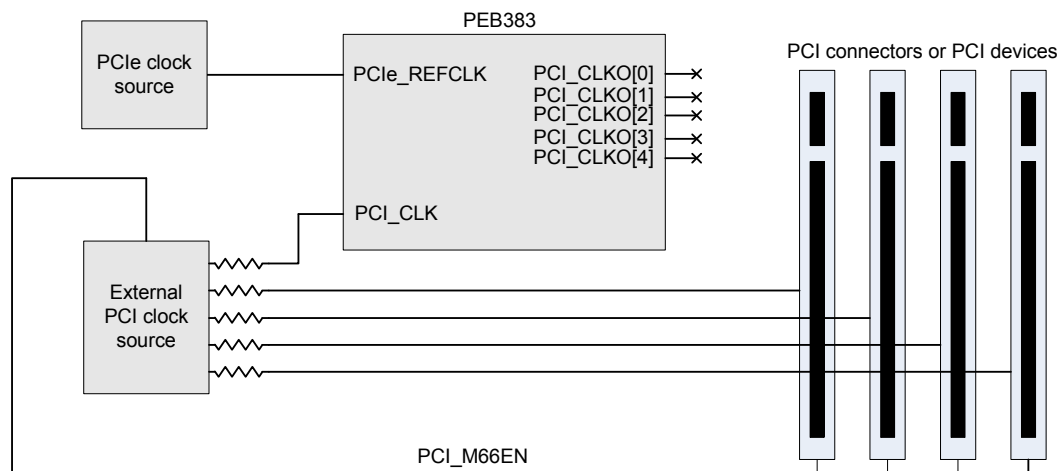 PEB383
PCIe clock
source
PCIe_REFCLK
PCI_CLKO[0]
PCI_CLKO[1]
PCI_CLKO[2]
PCI_CLKO[3]
PCI_CLKO[4]
PCI connectors or PCI devices
PCI_CLK
External
PCI clock
source
PCI_M66EN